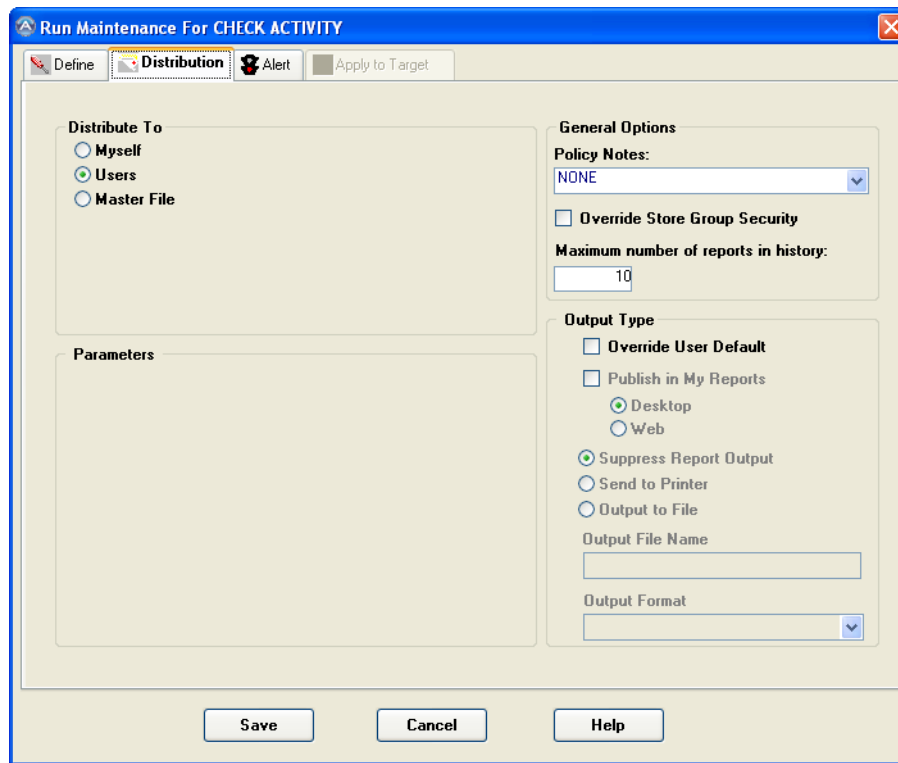 Run Maintenance For CHECK ACTIVITY
Define
Distribution
Alert
Apply to Target
Distribute To
Myself
Users
Master File
Parameters
General Options
Policy Notes:
NONE
Override Store Group Security
Maximum number of reports in history:
10
Output Type
Override User Default
Publish in My Reports
Desktop
Web
Suppress Report Output
Send to Printer
Output to File
Output File Name
Output Format
Save
Cancel
Help